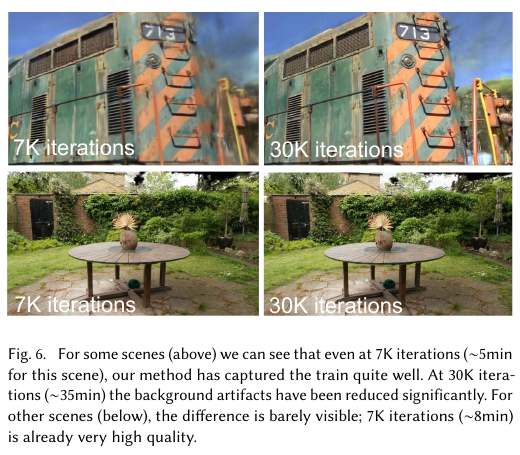 713
713
7K iterations
30K iterations
7K iterations
30K iterations
Fig. 6. For some scenes (above) we can see that even at 7K iterations (∼5min
for this scene), our method has captured the train quite well. At 30K itera-
tions (∼35min) the background artifacts have been reduced significantly. For
other scenes (below), the difference is barely visible; 7K iterations (∼8min)
is already very high quality.